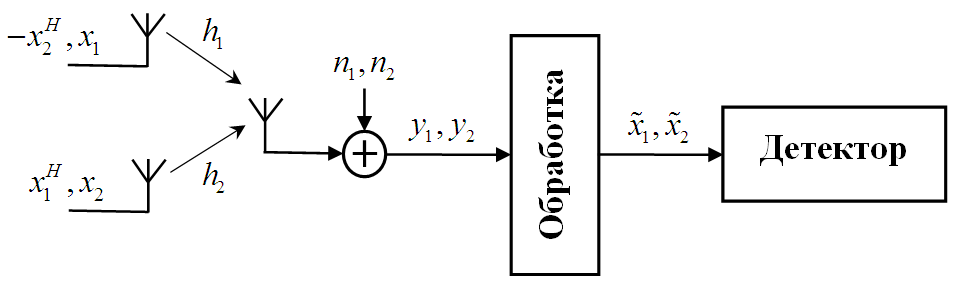 −x₂ᴴ, x₁
h₁
n₁, n₂
y₁, y₂
Обработка
x̃₁, x̃₂
Детектор
x₁ᴴ, x₂
h₂